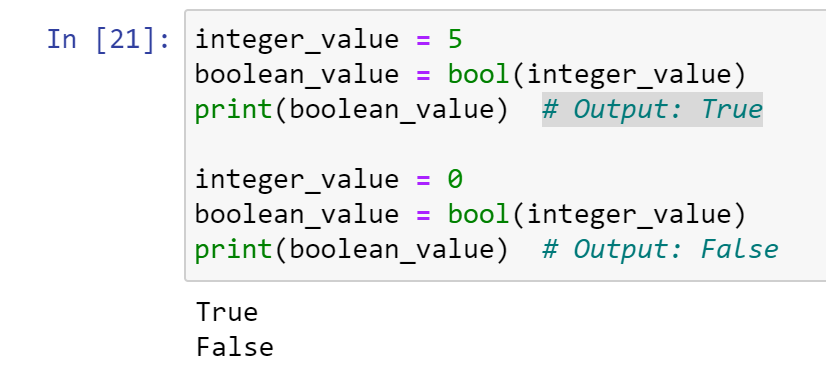 In [21]: integer_value = 5
boolean_value = bool(integer_value)
print(boolean_value)  # Output: True
integer_value = 0
boolean_value = bool(integer_value)
print(boolean_value)  # Output: False
True
False